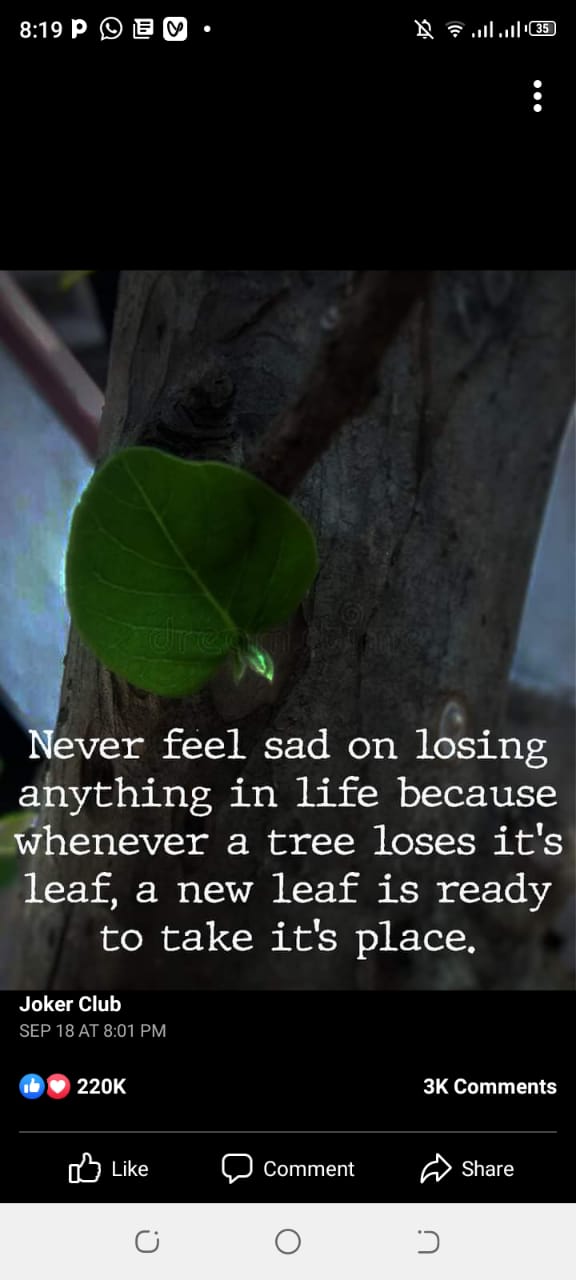 8:19
35
dreamstime
Never feel sad on losing
anything in life because
whenever a tree loses it's
leaf, a new leaf is ready
to take it's place.
Joker Club
SEP 18 AT 8:01 PM
220K 3K Comments
Like Comment Share